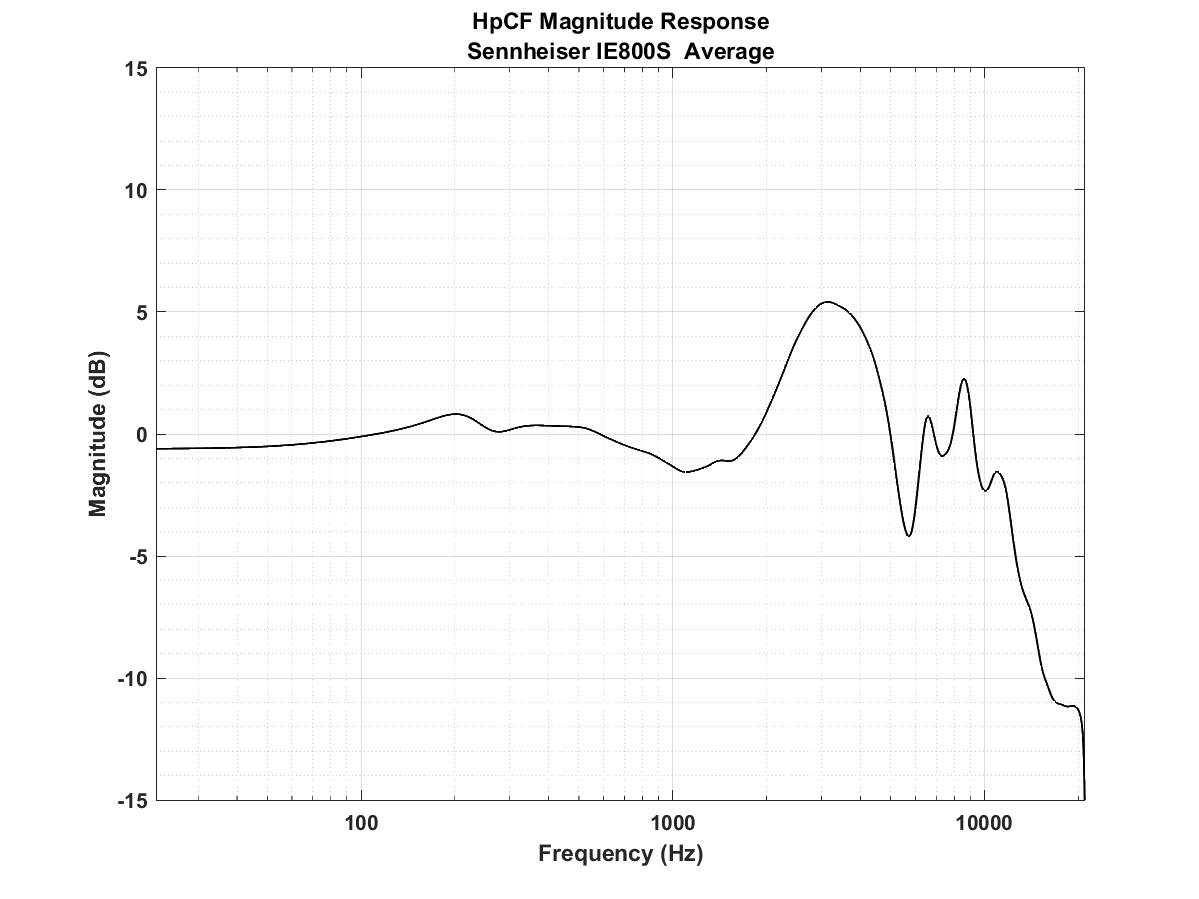 HpCF Magnitude Response
Sennheiser IE800S  Average
15
10
5
0
-5
-10
-15
Magnitude (dB)
100
1000
10000
Frequency (Hz)